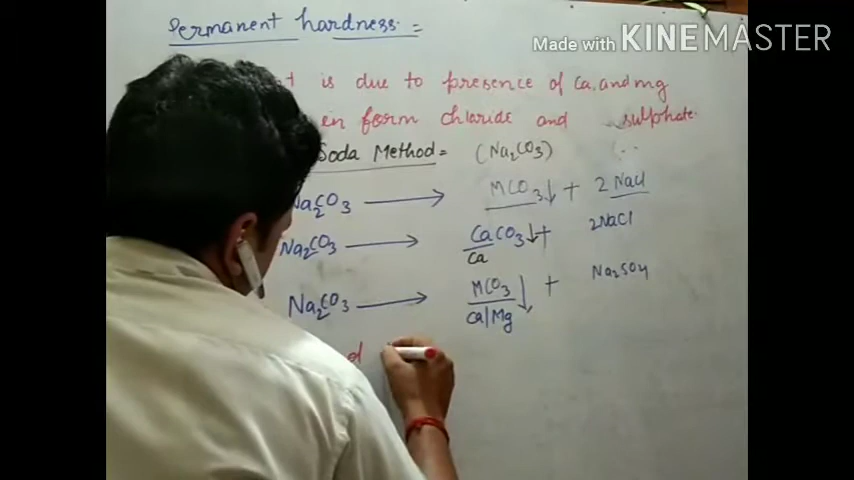 Made with KINEMASTER
Permanent hardness. =
is due to presence of Ca. and mg
in form chloride and sulphate.
Soda Method = (Na2CO3)
Na2CO3 ⟶ MCO3↓ + 2 NaCl
Na2CO3 ⟶ CaCO3↓ + 2NaCl
Ca
Na2CO3 ⟶ MCO3↓ + Na2SO4
Ca/Mg
d